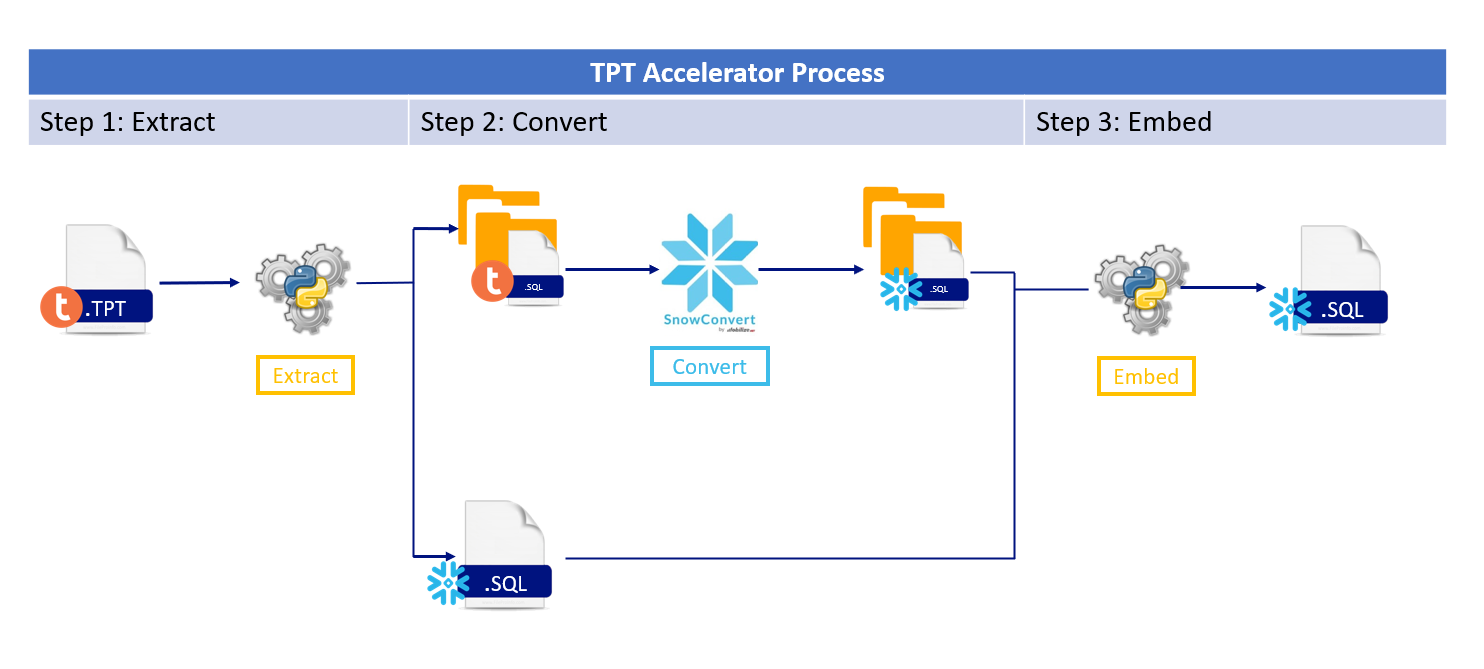 TPT Accelerator Process
Step 1: Extract
Step 2: Convert
Step 3: Embed
t
.TPT
Extract
t
.SQL
SnowConvert
by
Convert
.SQL
Embed
.SQL
.SQL